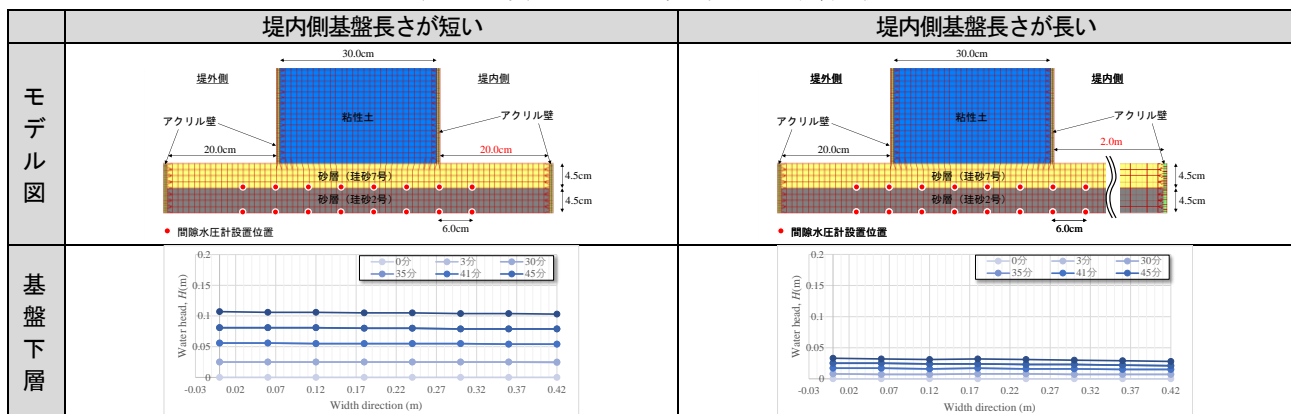 堤内側基盤長さが短い
堤内側基盤長さが長い
モデル図
30.0cm
堤外側
堤内側
粘性土
アクリル壁
アクリル壁
20.0cm
20.0cm
砂層（珪砂7号）
4.5cm
砂層（珪砂2号）
4.5cm
6.0cm
● 間隙水圧計設置位置
30.0cm
堤外側
堤内側
粘性土
アクリル壁
アクリル壁
20.0cm
2.0m
砂層（珪砂7号）
4.5cm
砂層（珪砂2号）
4.5cm
6.0cm
● 間隙水圧計設置位置
基盤下層
0分 3分 30分
35分 41分 45分
Water head, H(m)
0.2
0.15
0.1
0.05
0
-0.03 0.02 0.07 0.12 0.17 0.22 0.27 0.32 0.37 0.42
Width direction (m)
0分 3分 30分
35分 41分 45分
Water head, H(m)
0.2
0.15
0.1
0.05
0
-0.03 0.02 0.07 0.12 0.17 0.22 0.27 0.32 0.37 0.42
Width direction (m)